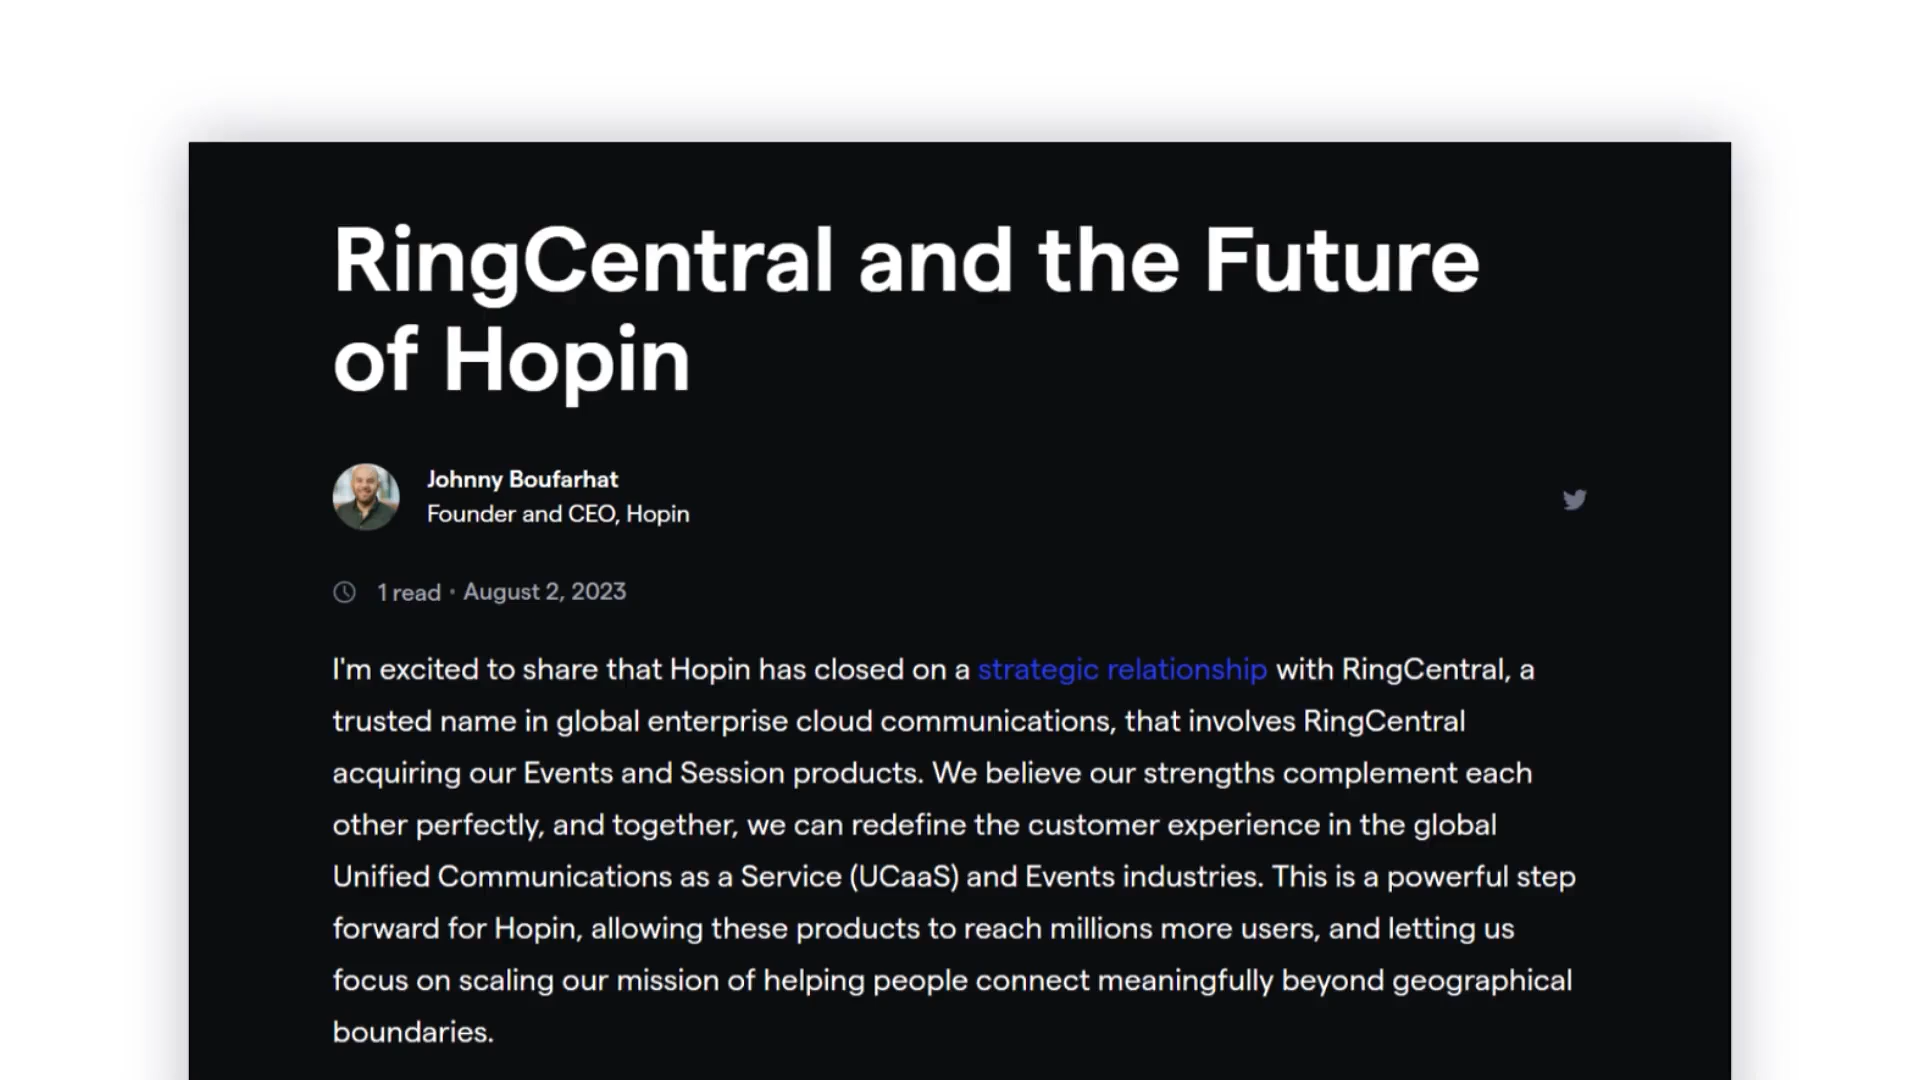 RingCentral and the Future
of Hopin
Johnny Boufarhat
Founder and CEO, Hopin
1 read · August 2, 2023
I'm excited to share that Hopin has closed on a strategic relationship with RingCentral, a
trusted name in global enterprise cloud communications, that involves RingCentral
acquiring our Events and Session products. We believe our strengths complement each
other perfectly, and together, we can redefine the customer experience in the global
Unified Communications as a Service (UCaaS) and Events industries. This is a powerful step
forward for Hopin, allowing these products to reach millions more users, and letting us
focus on scaling our mission of helping people connect meaningfully beyond geographical
boundaries.